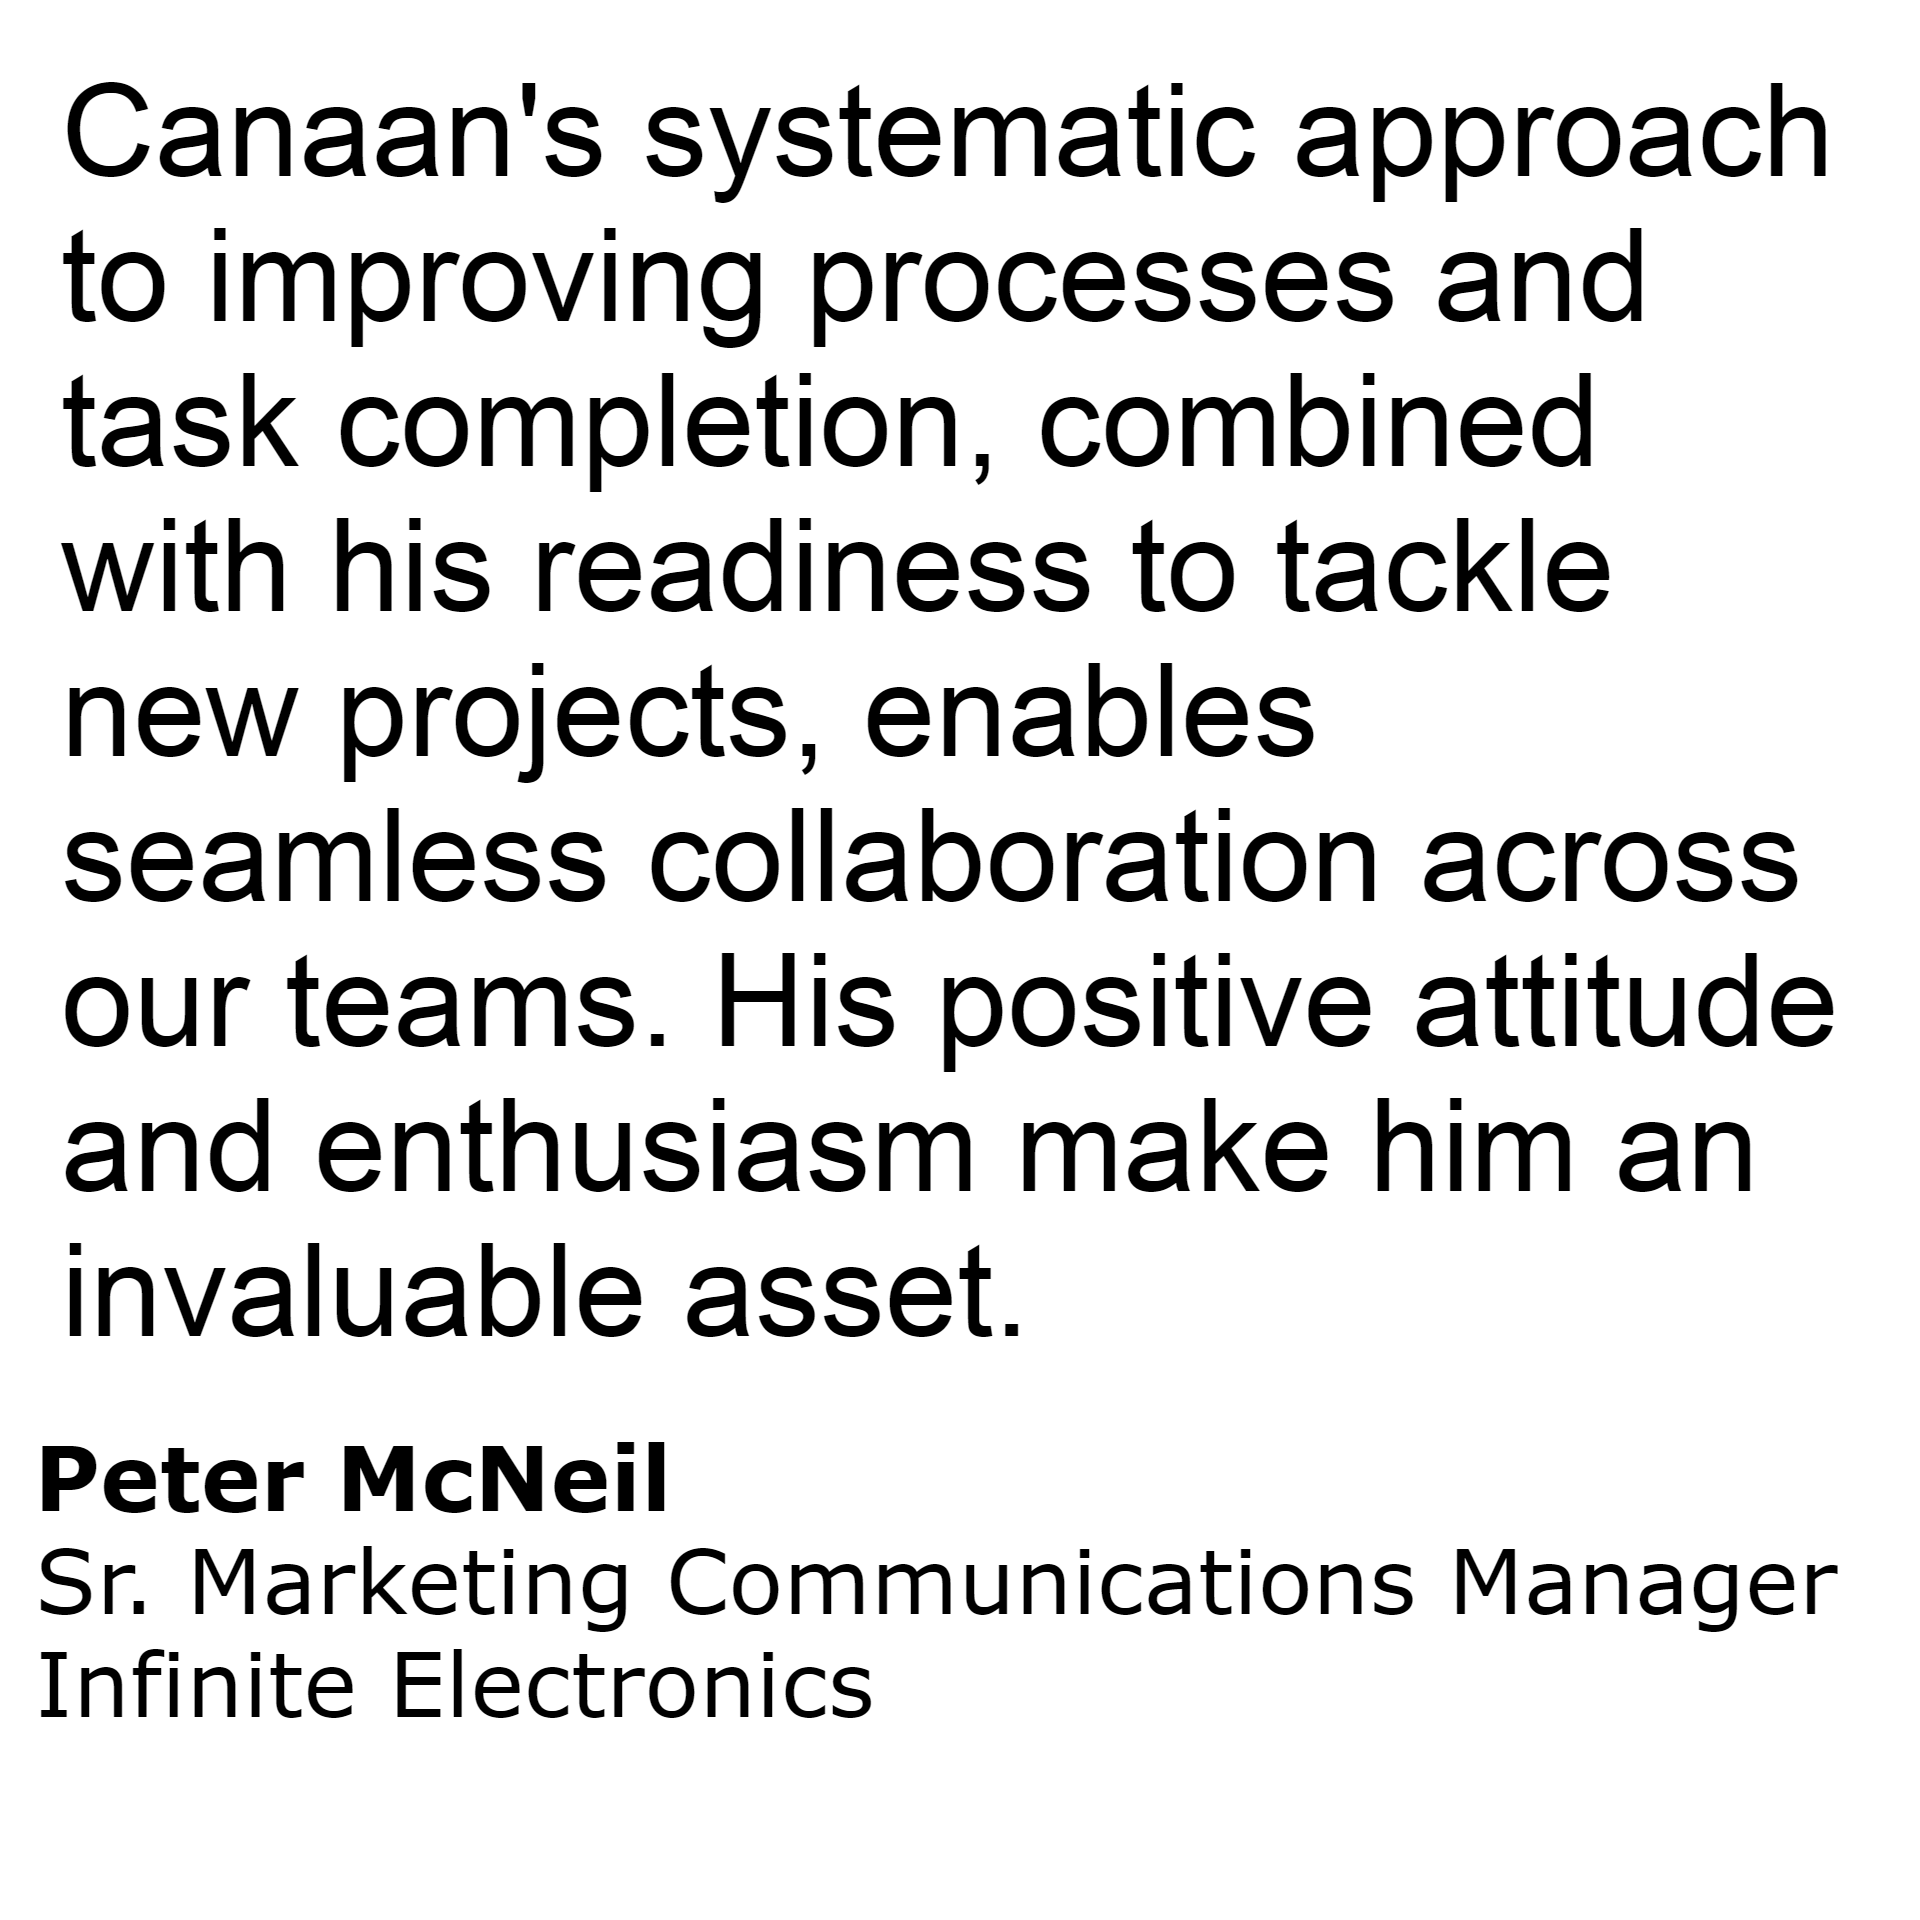 Canaan's systematic approach
to improving processes and
task completion, combined
with his readiness to tackle
new projects, enables
seamless collaboration across
our teams. His positive attitude
and enthusiasm make him an
invaluable asset.
Peter McNeil
Sr. Marketing Communications Manager
Infinite Electronics